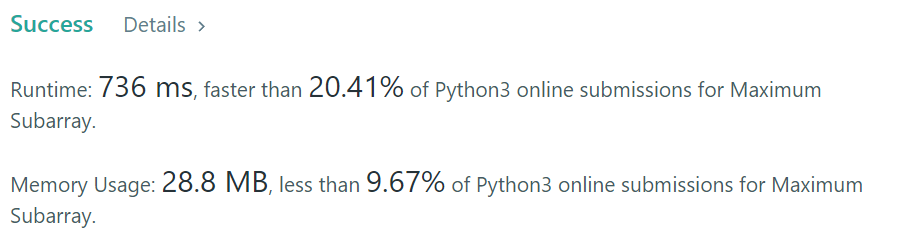 Success Details >
Runtime: 736 ms, faster than 20.41% of Python3 online submissions for Maximum
Subarray.
Memory Usage: 28.8 MB, less than 9.67% of Python3 online submissions for Maximum
Subarray.